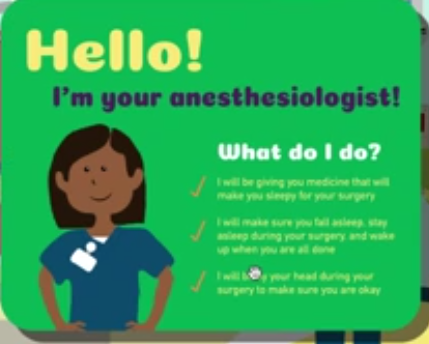 Hello!
I'm your anesthesiologist!
What do I do?
I will be giving you medicine that will
make you sleepy for your surgery
I will make sure you fall asleep, stay
asleep during your surgery, and wake
up when you are all done
I will your head during your
surgery to make sure you are okay